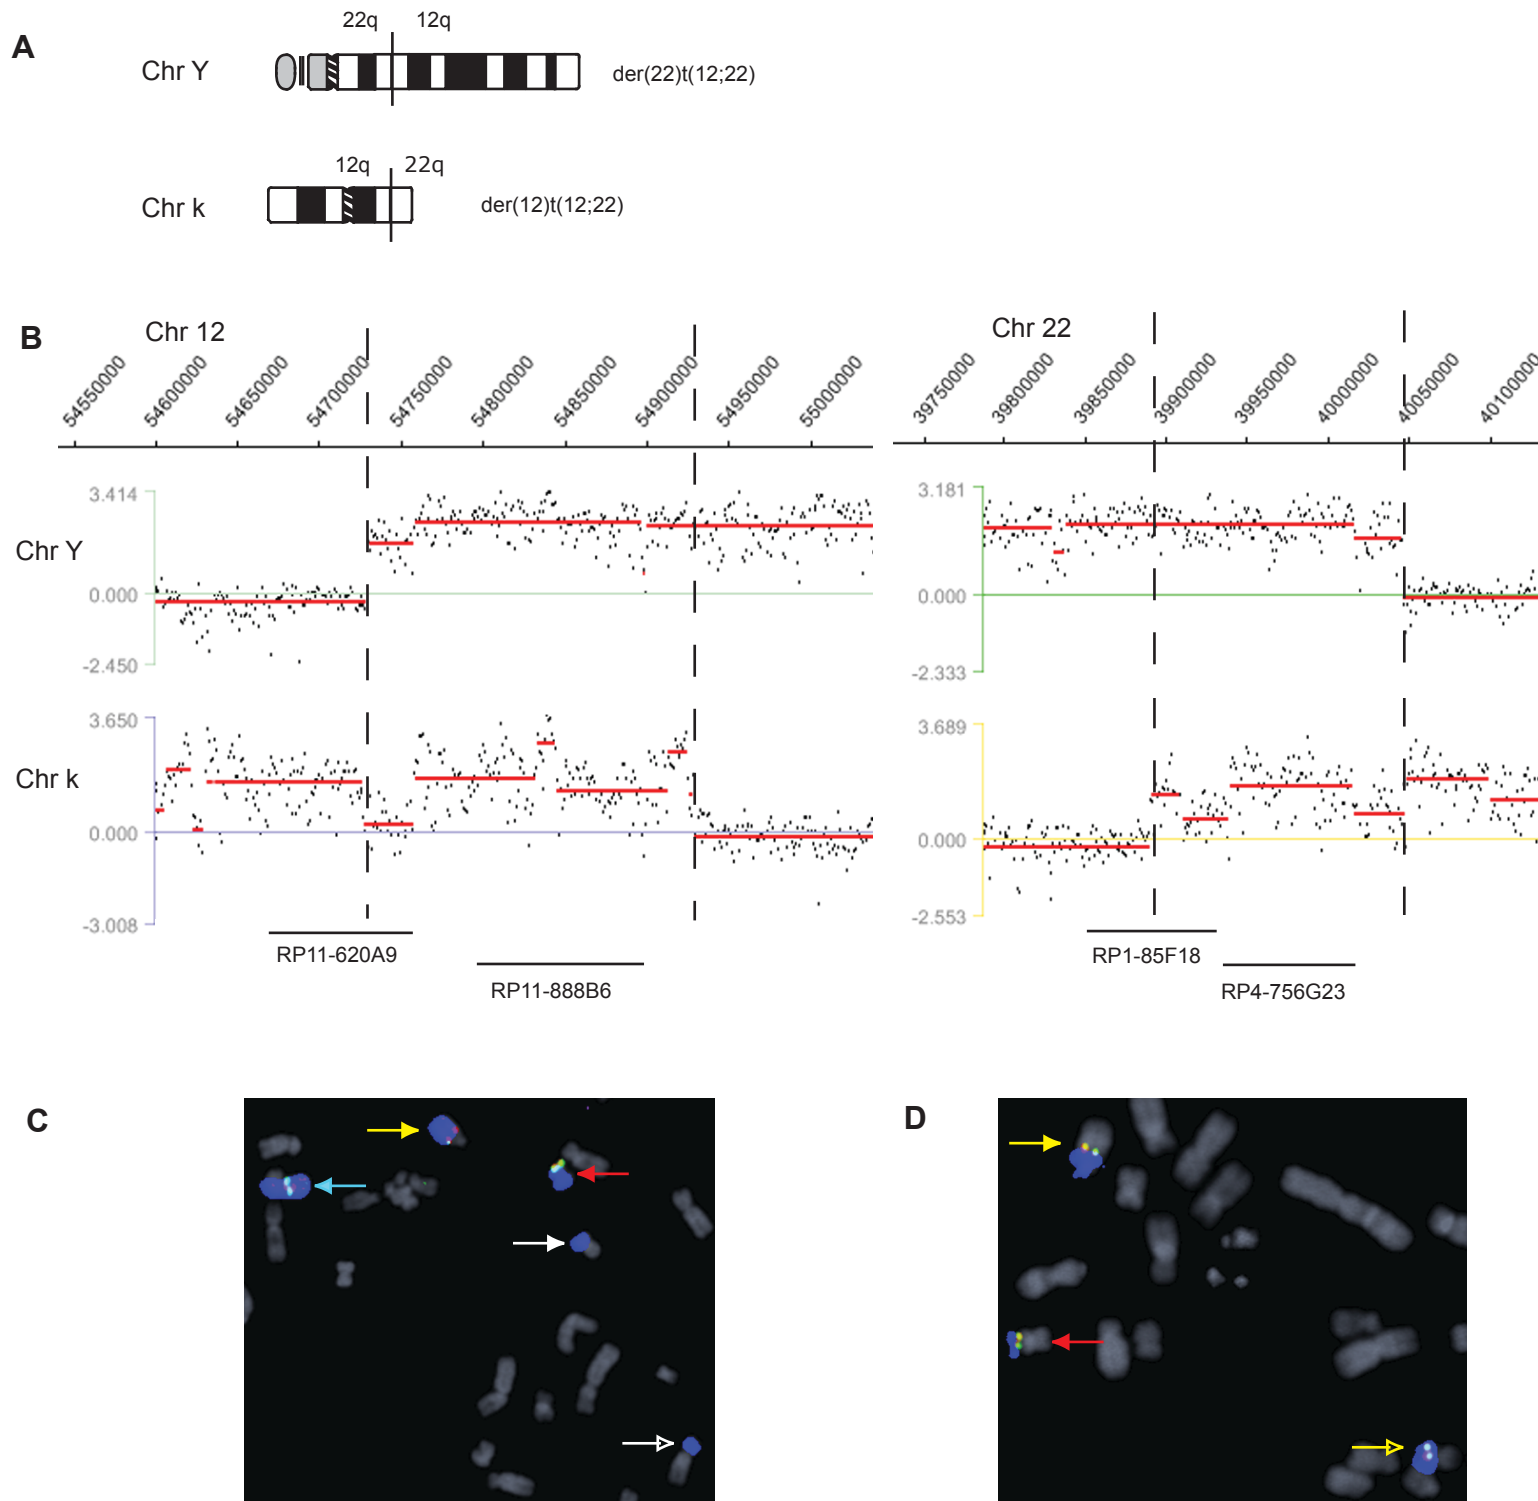 A
22q 12q
Chr Y
der(22)t(12;22)
12q 22q
Chr k
der(12)t(12;22)
B
Chr 12
54550000 54600000 54650000 54700000 54750000 54800000 54850000 54900000 54950000 55000000
Chr 22
39750000 39800000 39850000 39900000 39950000 40000000 40050000 40100000
Chr Y
3.414
0.000
-2.450
3.181
0.000
-2.333
Chr k
3.650
0.000
-3.008
3.689
0.000
-2.553
RP11-620A9
RP11-888B6
RP1-85F18
RP4-756G23
C
D